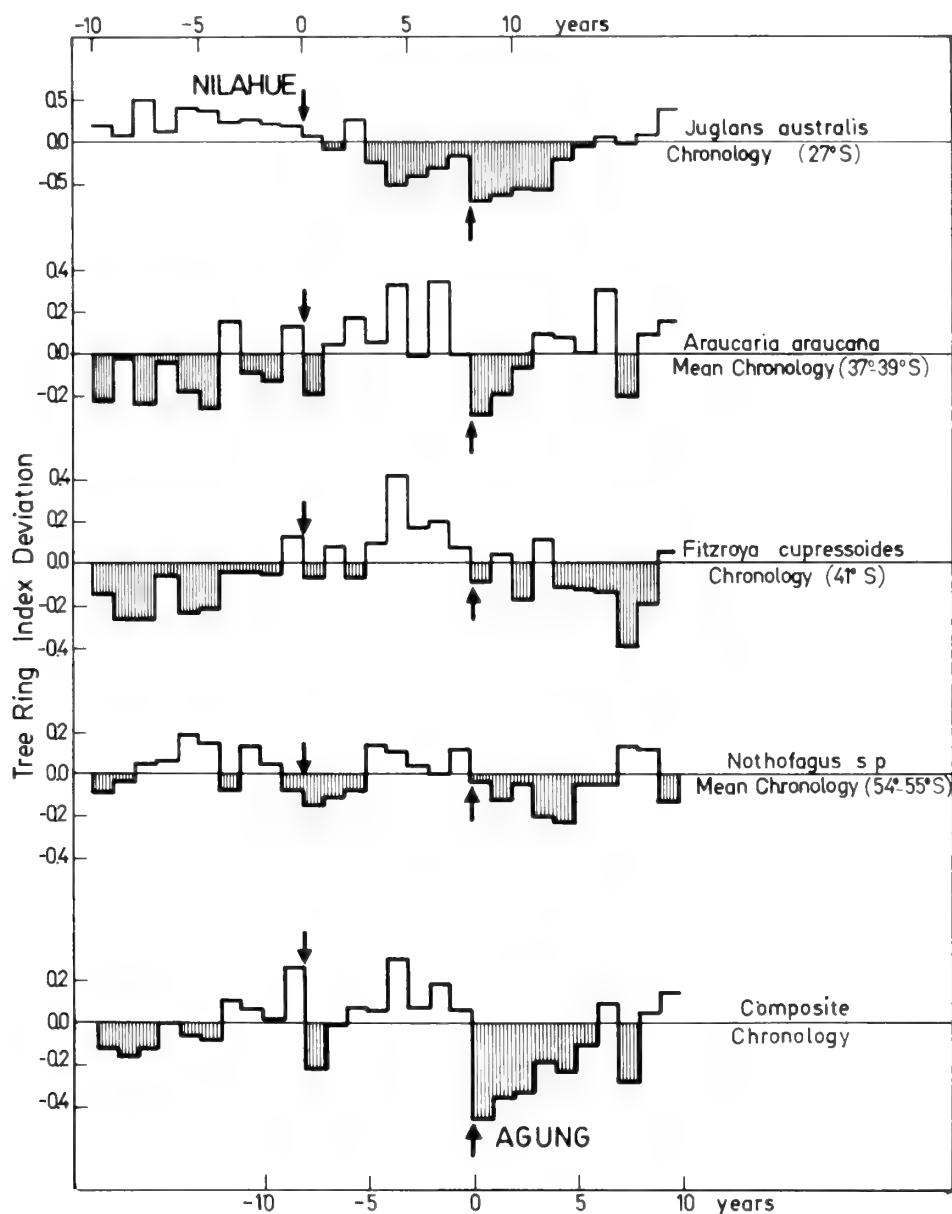 -10 -5 0 5 10 years
NILAHUE
0.5
0.0
-0.5
Juglans australis
Chronology (27°S)
0.4
0.2
0.0
-0.2
Araucaria araucana
Mean Chronology (37°-39°S)
0.4
0.2
0.0
-0.2
-0.4
Fitzroya cupressoides
Chronology (41° S)
Tree Ring Index Deviation
0.2
0.0
-0.2
-0.4
Nothofagus s p
Mean Chronology (54°-55°S)
0.2
0.0
-0.2
-0.4
Composite
Chronology
AGUNG
-10 -5 0 5 10 years